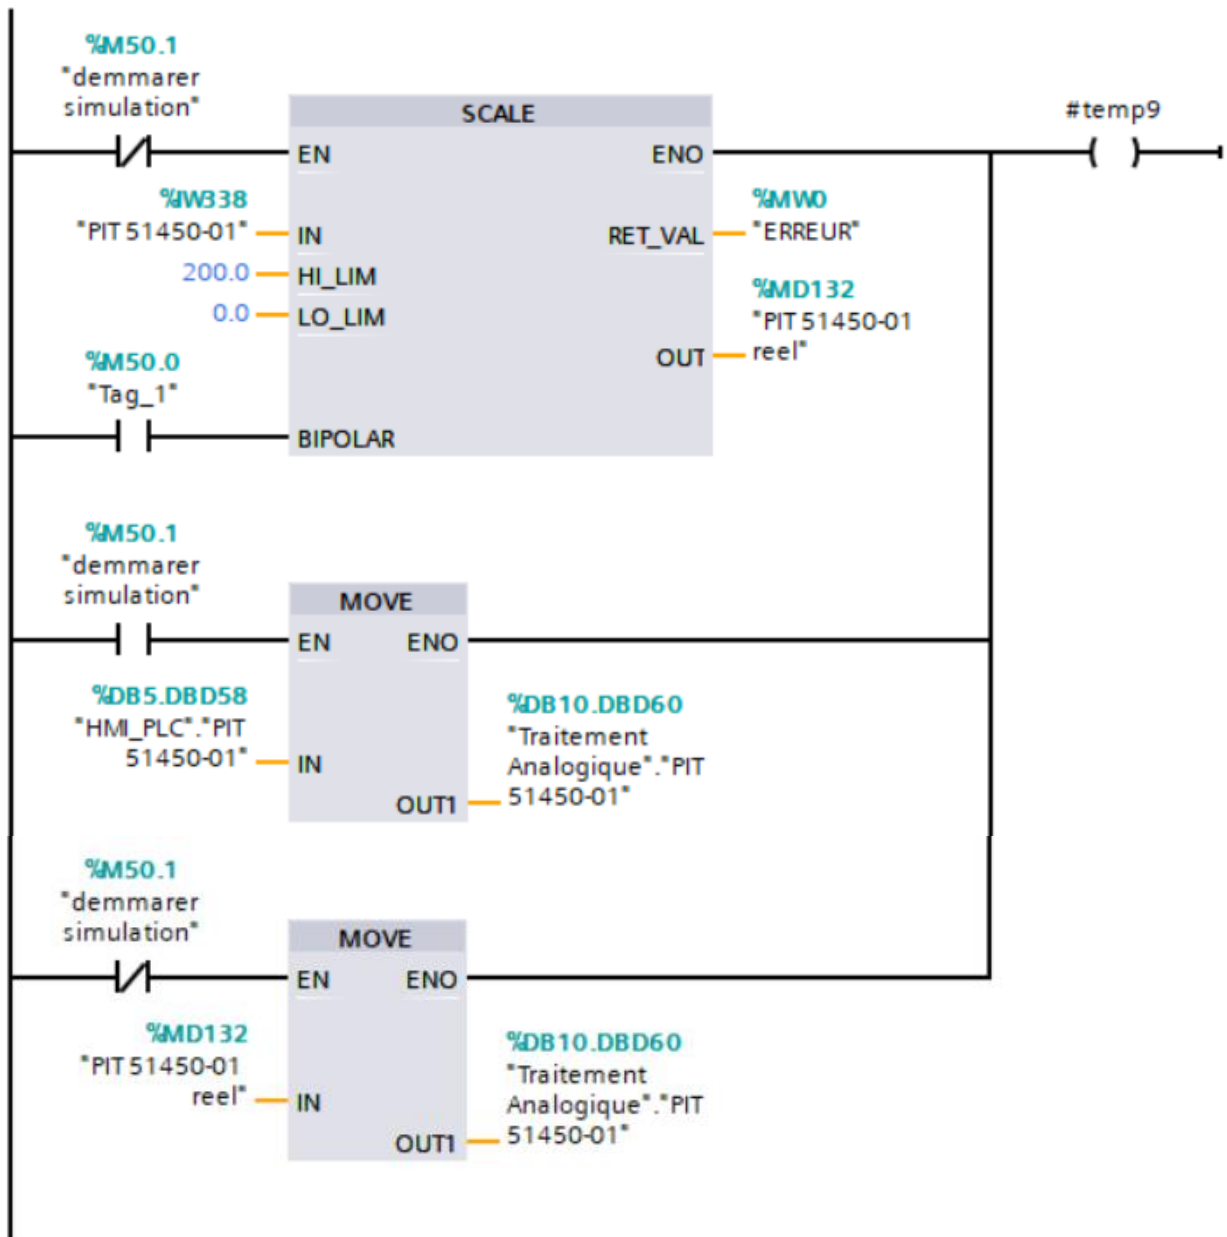 %M50.1
"demmarer
simulation"
SCALE
#temp9
EN
ENO
%IW338
"PIT 51450-01"
IN
%MW0
RET_VAL
"ERREUR"
200.0
HI_LIM
0.0
LO_LIM
%MD132
"PIT 51450-01
OUT
reel"
%M50.0
"Tag_1"
BIPOLAR
%M50.1
"demmarer
simulation"
MOVE
EN
ENO
%DB5.DBD58
"HMI_PLC"."PIT
51450-01"
IN
%DB10.DBD60
"Traitement
Analogique"."PIT
OUT1
51450-01"
%M50.1
"demmarer
simulation"
MOVE
EN
ENO
%MD132
"PIT 51450-01
reel"
IN
%DB10.DBD60
"Traitement
Analogique"."PIT
OUT1
51450-01"